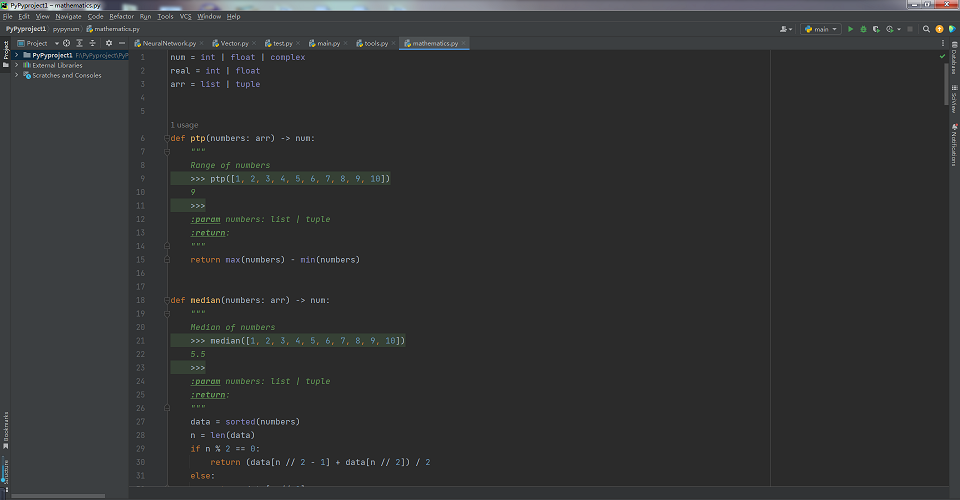 PyPyproject1 – mathematics.py
File Edit View Navigate Code Refactor Run Tools VCS Window Help
PyPyproject1 pypynum mathematics.py main
Project
NeuralNetwork.py Vector.py test.py main.py tools.py mathematics.py
PyPyproject1
External Libraries
Scratches and Consoles
Project
Bookmarks
Structure
Database
SciView
Notifications
1 num = int | float | complex
2 real = int | float
3 arr = list | tuple
4
5
1 usage
6 def ptp(numbers: arr) -> num:
7 """
8 Range of numbers
9 >>> ptp([1, 2, 3, 4, 5, 6, 7, 8, 9, 10])
10 9
11 >>>
12 :param numbers: list | tuple
13 :return:
14 """
15 return max(numbers) - min(numbers)
16
17
18 def median(numbers: arr) -> num:
19 """
20 Median of numbers
21 >>> median([1, 2, 3, 4, 5, 6, 7, 8, 9, 10])
22 5.5
23 >>>
24 :param numbers: list | tuple
25 :return:
26 """
27 data = sorted(numbers)
28 n = len(data)
29 if n % 2 == 0:
30 return (data[n // 2 - 1] + data[n // 2]) / 2
31 else: